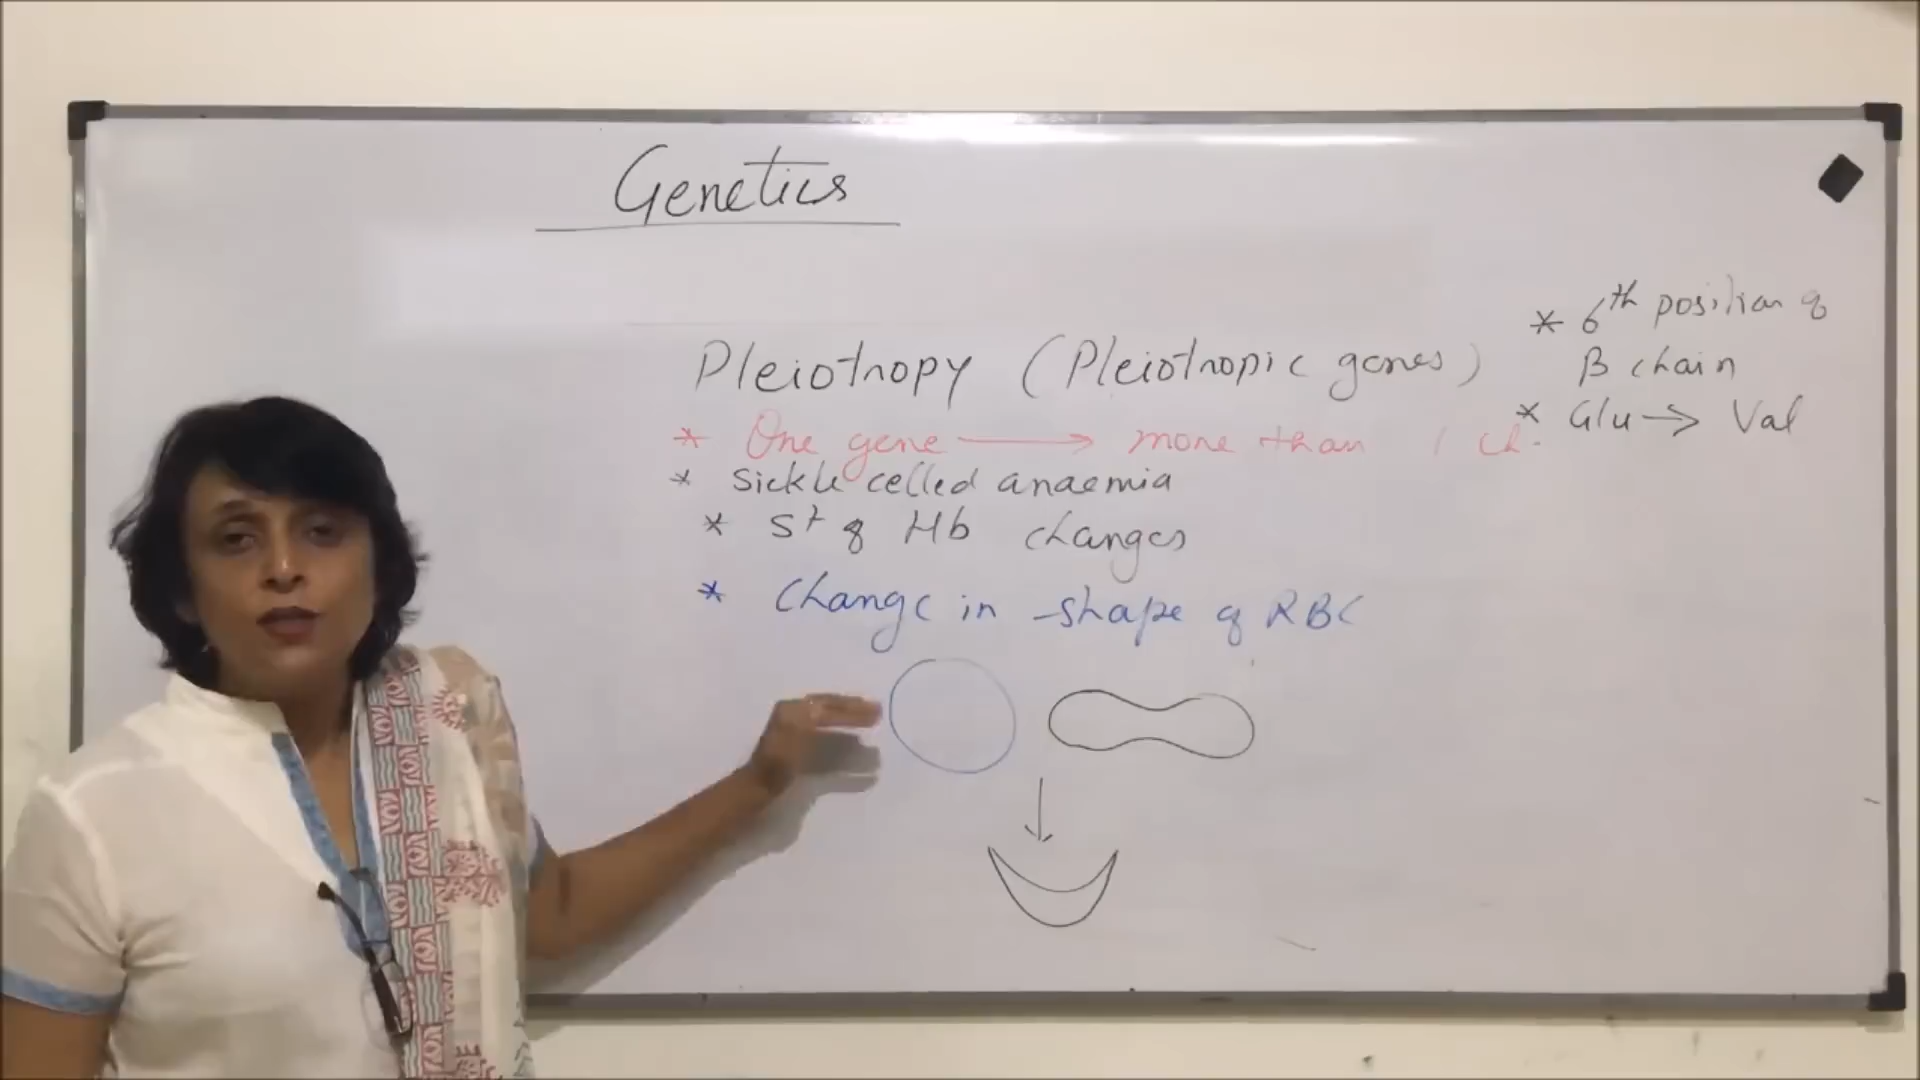 Genetics
Pleiotropy (Pleiotropic genes)
* One gene → more than 1 ch.
* Sickle celled anaemia
* St of Hb changes
* Change in shape of RBC
* 6th position of
β chain
* Glu → Val